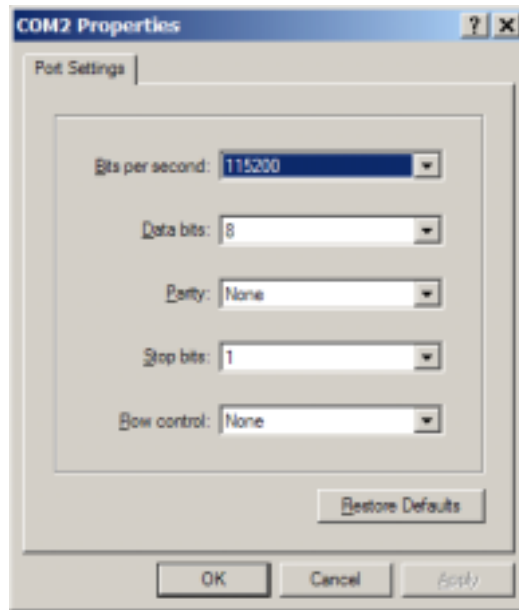 COM2 Properties
Port Settings
Bits per second: 115200
Data bits: 8
Parity: None
Stop bits: 1
Flow control: None
Restore Defaults
OK Cancel Apply